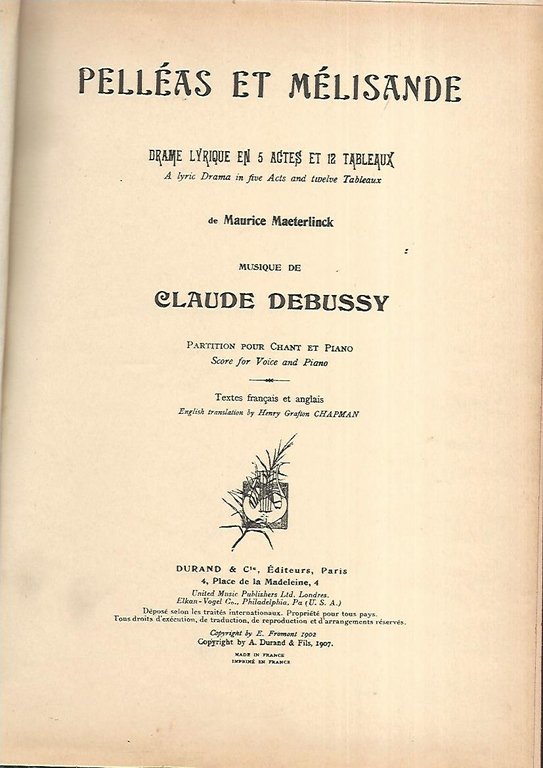 PELLÉAS ET MÉLISANDE
DRAME LYRIQUE EN 5 ACTES ET 12 TABLEAUX
A lyric Drama in five Acts and twelve Tableaux
de Maurice Maeterlinck
MUSIQUE DE
CLAUDE DEBUSSY
PARTITION POUR CHANT ET PIANO
Score for Voice and Piano
Textes français et anglais
English translation by Henry Grafton CHAPMAN
DURAND & Cie, Éditeurs, Paris
4, Place de la Madeleine, 4
United Music Publishers Ltd. Londres.
Elkan-Vogel Co., Philadelphia, Pa (U. S. A.)
Déposé selon les traités internationaux. Propriété pour tous pays.
Tous droits d'exécution, de traduction, de reproduction et d'arrangements réservés.
Copyright by E. Fromont 1902
Copyright by A. Durand & Fils, 1907.
MADE IN FRANCE
IMPRIMÉ EN FRANCE